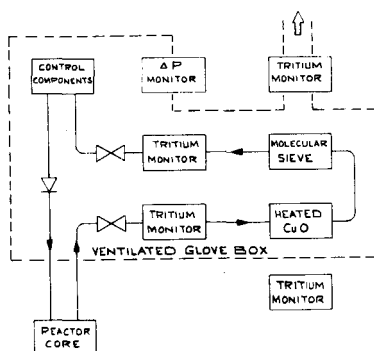 CONTROL
COMPONENTS
Δ P
MONITOR
TRITIUM
MONITOR
TRITIUM
MONITOR
MOLECULAR
SIEVE
TRITIUM
MONITOR
HEATED
CuO
VENTILATED GLOVE BOX
TRITIUM
MONITOR
REACTOR
CORE